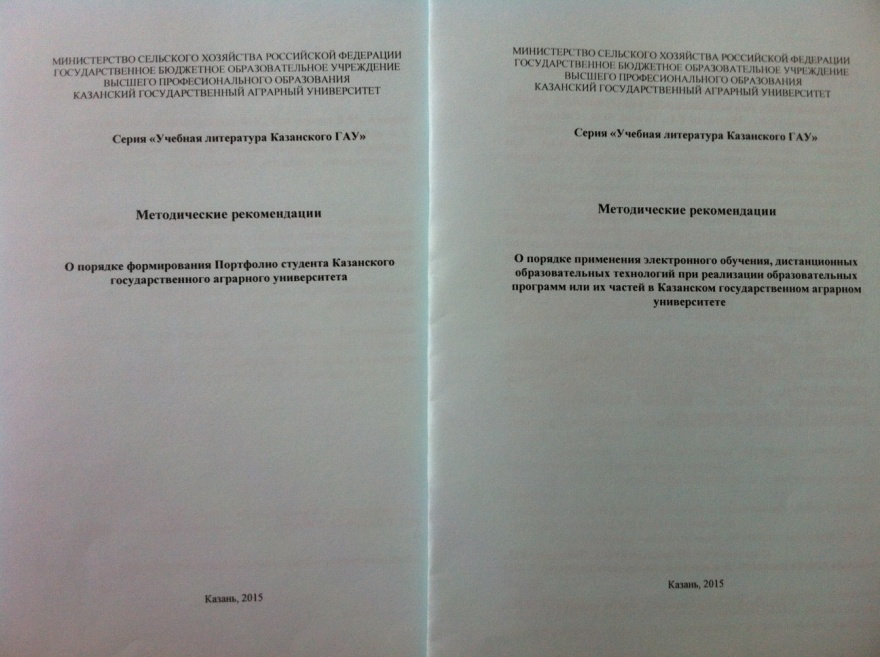 МИНИСТЕРСТВО СЕЛЬСКОГО ХОЗЯЙСТВА РОССИЙСКОЙ ФЕДЕРАЦИИ
ГОСУДАРСТВЕННОЕ БЮДЖЕТНОЕ ОБРАЗОВАТЕЛЬНОЕ УЧРЕЖДЕНИЕ
ВЫСШЕГО ПРОФЕСИОНАЛЬНОГО ОБРАЗОВАНИЯ
КАЗАНСКИЙ ГОСУДАРСТВЕННЫЙ АГРАРНЫЙ УНИВЕРСИТЕТ
Серия «Учебная литература Казанского ГАУ»
Методические рекомендации
О порядке формирования Портфолио студента Казанского
государственного аграрного университета
Казань, 2015
МИНИСТЕРСТВО СЕЛЬСКОГО ХОЗЯЙСТВА РОССИЙСКОЙ ФЕДЕРАЦИИ
ГОСУДАРСТВЕННОЕ БЮДЖЕТНОЕ ОБРАЗОВАТЕЛЬНОЕ УЧРЕЖДЕНИЕ
ВЫСШЕГО ПРОФЕСИОНАЛЬНОГО ОБРАЗОВАНИЯ
КАЗАНСКИЙ ГОСУДАРСТВЕННЫЙ АГРАРНЫЙ УНИВЕРСИТЕТ
Серия «Учебная литература Казанского ГАУ»
Методические рекомендации
О порядке применения электронного обучения, дистанционных
образовательных технологий при реализации образовательных
программ или их частей в Казанском государственном аграрном
университете
Казань, 2015